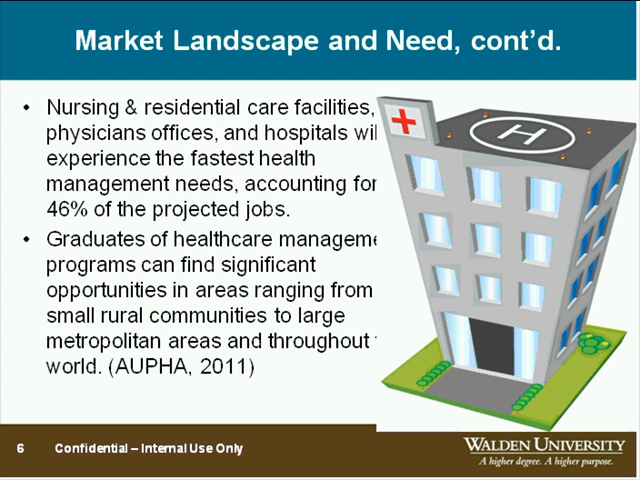 Market Landscape and Need, cont'd.
• Nursing & residential care facilities,
physicians offices, and hospitals wil
experience the fastest health
management needs, accounting for
46% of the projected jobs.
• Graduates of healthcare manageme
programs can find significant
opportunities in areas ranging from
small rural communities to large
metropolitan areas and throughout t
world. (AUPHA, 2011)
H
6 Confidential – Internal Use Only
WALDEN UNIVERSITY
A higher degree. A higher purpose.